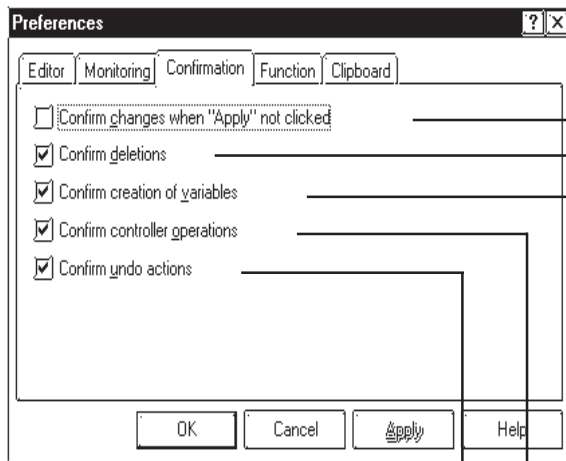 Preferences
Editor Monitoring Confirmation Function Clipboard
Confirm changes when "Apply" not clicked
Confirm deletions
Confirm creation of variables
Confirm controller operations
Confirm undo actions
OK Cancel Apply Help